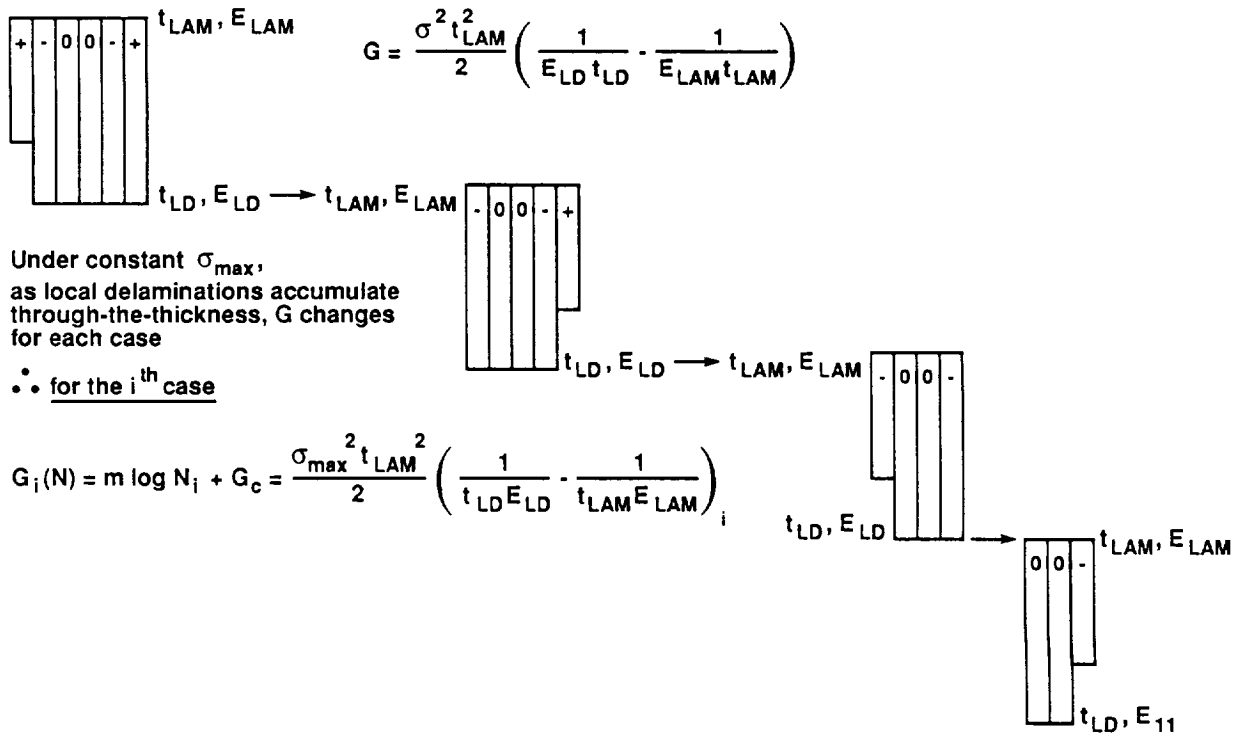 t_LAM, E_LAM
+ - 0 0 - +
G = σ² t²_LAM / 2 ( 1 / E_LD t_LD - 1 / E_LAM t_LAM )
t_LD, E_LD → t_LAM, E_LAM
- 0 0 - +
Under constant σ_max,
as local delaminations accumulate
through-the-thickness, G changes
for each case
∴ for the i^th case
t_LD, E_LD → t_LAM, E_LAM
- 0 0 -
G_i(N) = m log N_i + G_c = σ_max² t_LAM² / 2 ( 1 / t_LD E_LD - 1 / t_LAM E_LAM )_i
t_LD, E_LD → t_LAM, E_LAM
0 0 -
t_LD, E_11